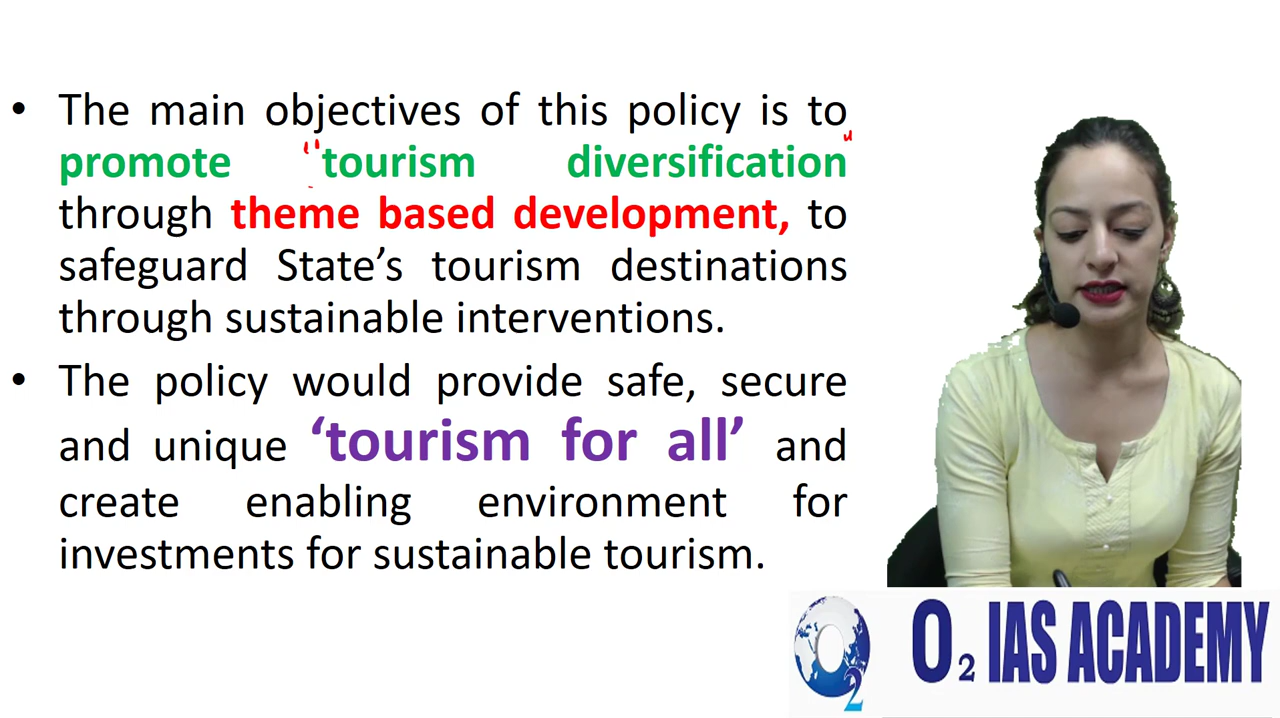 • The main objectives of this policy is to
promote "tourism diversification"
through theme based development, to
safeguard State's tourism destinations
through sustainable interventions.
• The policy would provide safe, secure
and unique ‘tourism for all’ and
create enabling environment for
investments for sustainable tourism.
O2
O2 IAS ACADEMY